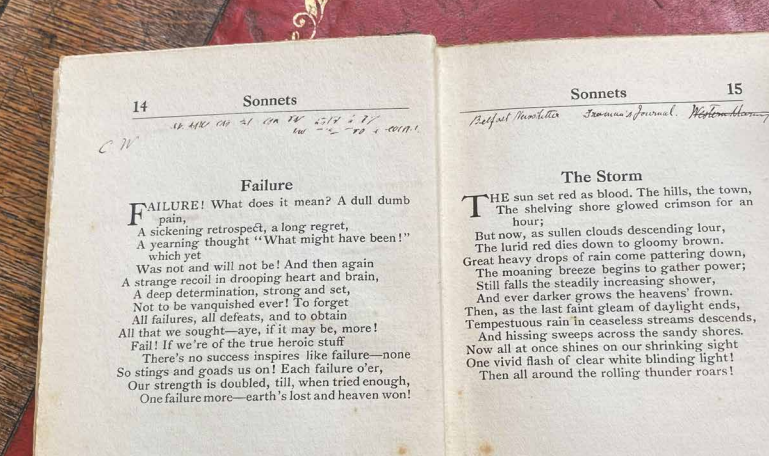 14 Sonnets
C. W
Failure
FAILURE! What does it mean? A dull dumb
pain,
A sickening retrospect, a long regret,
A yearning thought "What might have been!"
which yet
Was not and will not be! And then again
A strange recoil in drooping heart and brain,
A deep determination, strong and set,
Not to be vanquished ever! To forget
All failures, all defeats, and to obtain
All that we sought—aye, if it may be, more!
Fail! If we're of the true heroic stuff
There's no success inspires like failure—none
So stings and goads us on! Each failure o'er,
Our strength is doubled, till, when tried enough,
One failure more—earth's lost and heaven won!
Sonnets 15
Belfast Newsletter Freeman's Journal.
The Storm
THE sun set red as blood. The hills, the town,
The shelving shore glowed crimson for an
hour;
But now, as sullen clouds descending lour,
The lurid red dies down to gloomy brown.
Great heavy drops of rain come pattering down,
The moaning breeze begins to gather power;
Still falls the steadily increasing shower,
And ever darker grows the heavens' frown.
Then, as the last faint gleam of daylight ends,
Tempestuous rain in ceaseless streams descends,
And hissing sweeps across the sandy shores.
Now all at once shines on our shrinking sight
One vivid flash of clear white blinding light!
Then all around the rolling thunder roars!